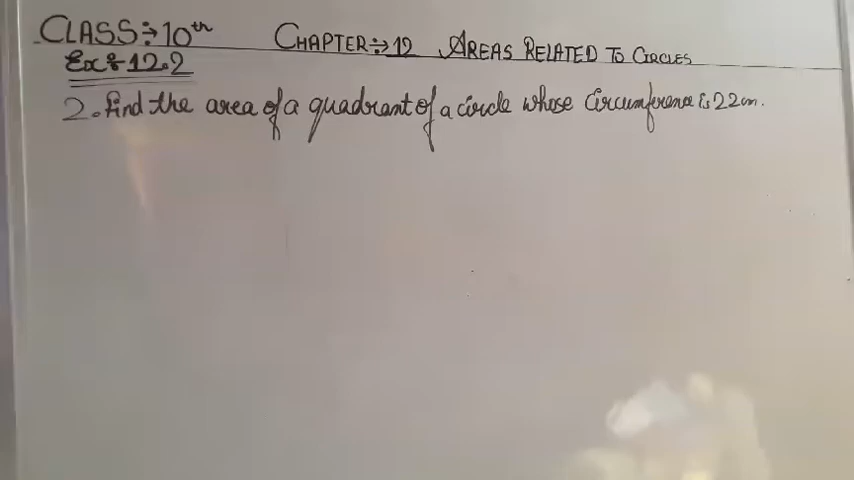 CLASS÷10th CHAPTER÷12 AREAS RELATED TO CIRCLES
Ex÷12.2
2. Find the area of a quadrant of a circle whose Circumference is 22cm.